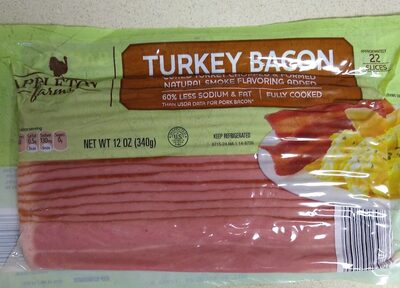 APPLETON
farms
TURKEY BACON
CURED TURKEY CHOPPED & FORMED
NATURAL SMOKE FLAVORING ADDED
60% LESS SODIUM & FAT FULLY COOKED
THAN USDA DATA FOR PORK BACON*
APPROXIMATELY
22
SLICES
NET WT 12 OZ (340g)
KEEP REFRIGERATED